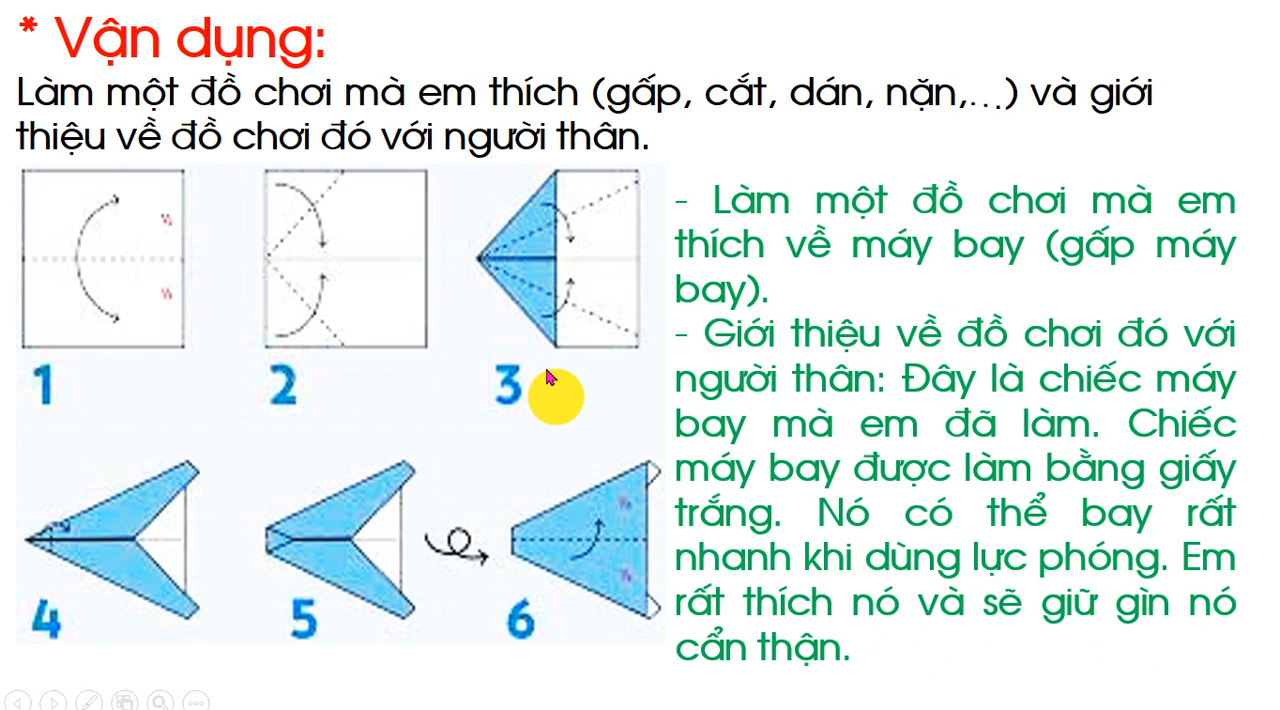 * Vận dụng:
Làm một đồ chơi mà em thích (gấp, cắt, dán, nặn,...) và giới
thiệu về đồ chơi đó với người thân.
1
2
3
4
5
6
- Làm một đồ chơi mà em
thích về máy bay (gấp máy
bay).
- Giới thiệu về đồ chơi đó với
người thân: Đây là chiếc máy
bay mà em đã làm. Chiếc
máy bay được làm bằng giấy
trắng. Nó có thể bay rất
nhanh khi dùng lực phóng. Em
rất thích nó và sẽ giữ gìn nó
cẩn thận.